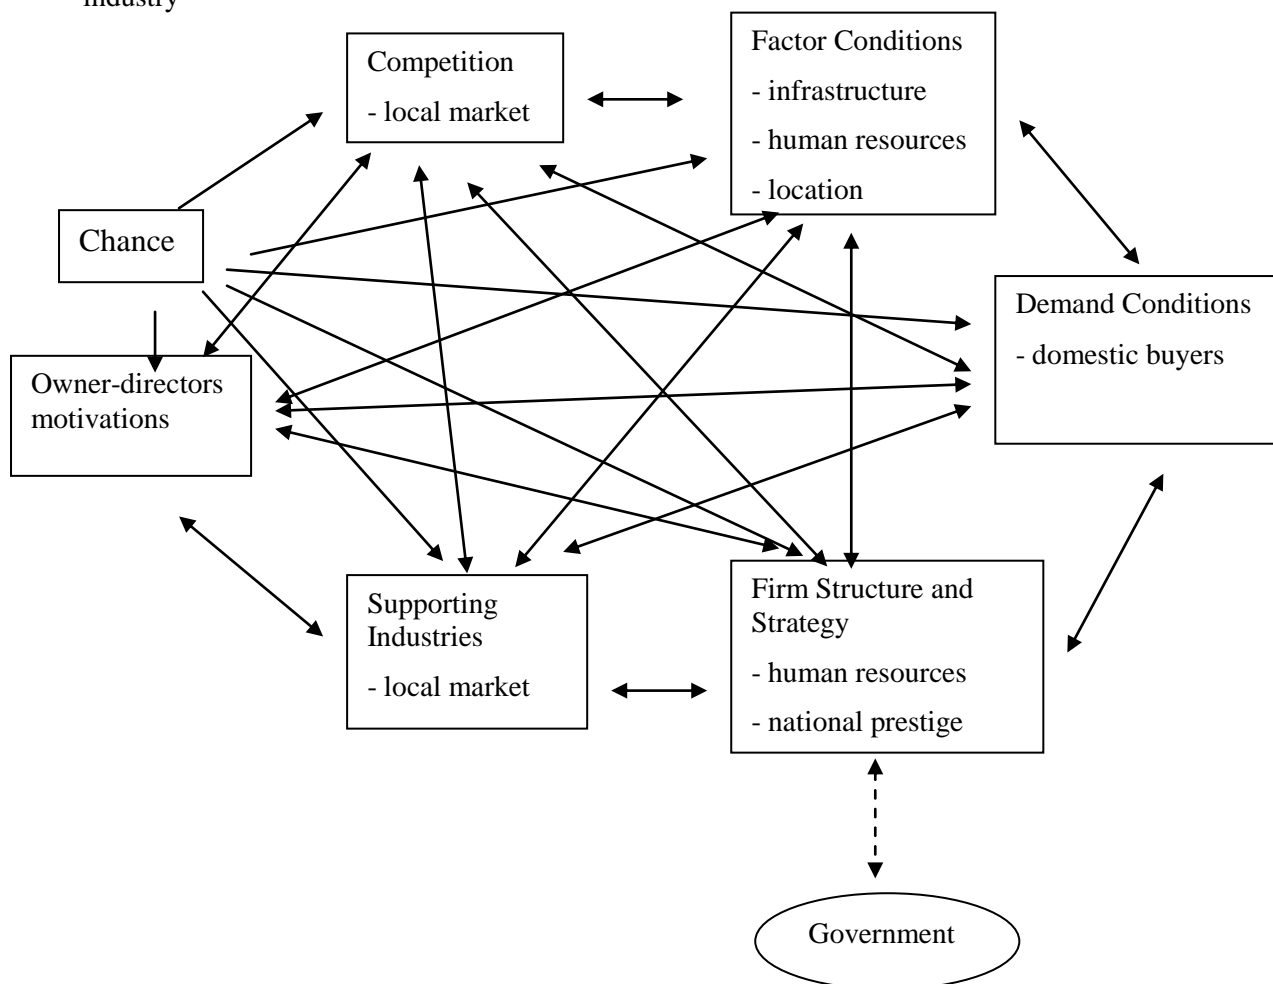 industry
Competition
- local market
Factor Conditions
- infrastructure
- human resources
- location
Chance
Demand Conditions
- domestic buyers
Owner-directors
motivations
Supporting
Industries
- local market
Firm Structure and
Strategy
- human resources
- national prestige
Government